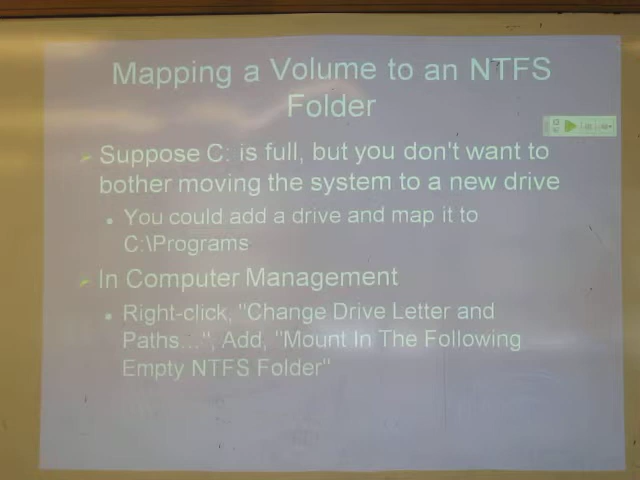 Mapping a Volume to an NTFS
Folder
Suppose C: is full, but you don't want to
bother moving the system to a new drive
You could add a drive and map it to
C:\Programs
In Computer Management
Right-click, "Change Drive Letter and
Paths...", Add, "Mount In The Following
Empty NTFS Folder"